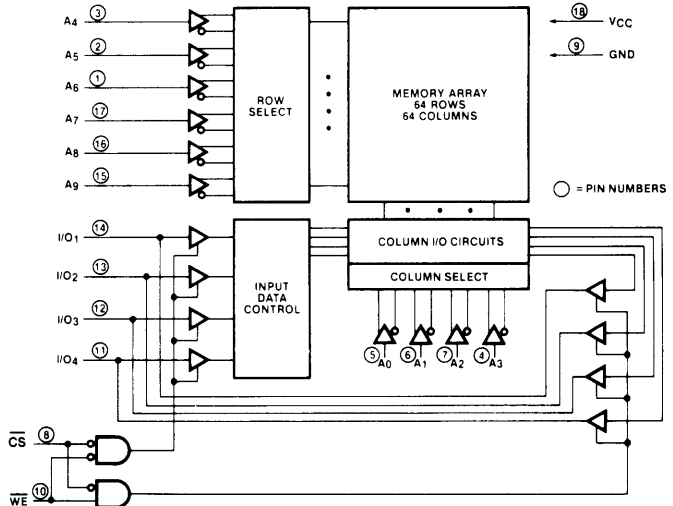 A4 3
A5 2
A6 1
A7 17
A8 16
A9 15
ROW
SELECT
MEMORY ARRAY
64 ROWS
64 COLUMNS
18 VCC
9 GND
= PIN NUMBERS
I/O1 14
I/O2 13
I/O3 12
I/O4 11
INPUT
DATA
CONTROL
COLUMN I/O CIRCUITS
COLUMN SELECT
5 A0
6 A1
7 A2
4 A3
C̅S̅ 8
W̅E̅ 10